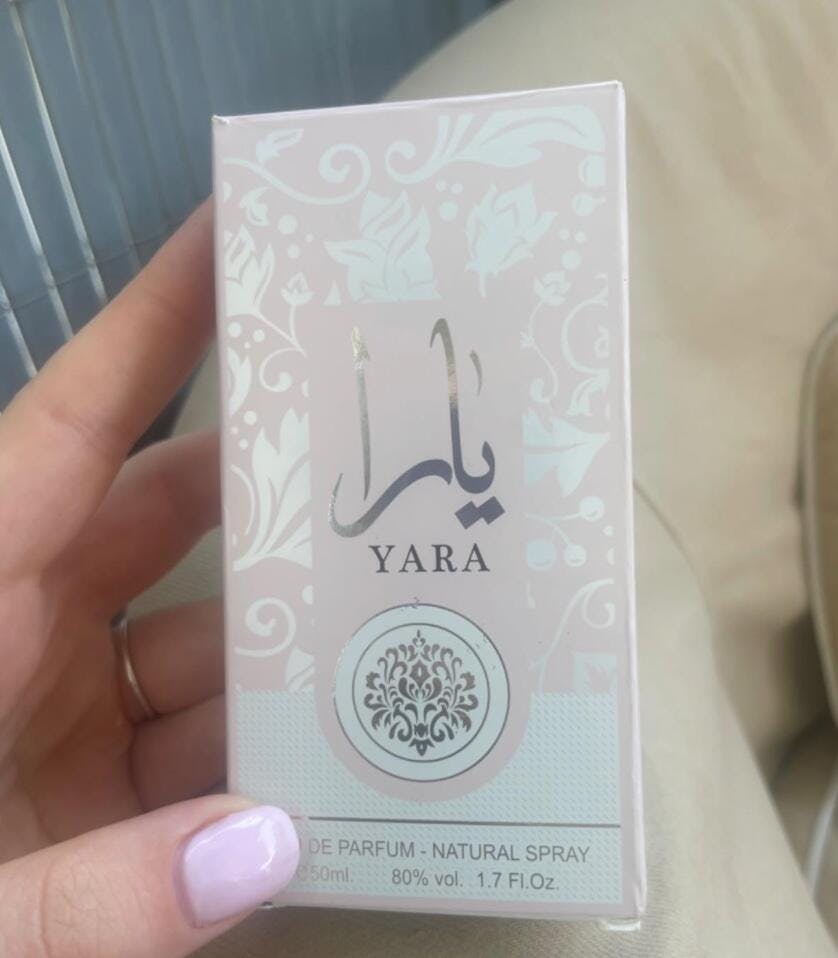 يارا
YARA
DE PARFUM - NATURAL SPRAY
50ml. 80% vol. 1.7 Fl.Oz.